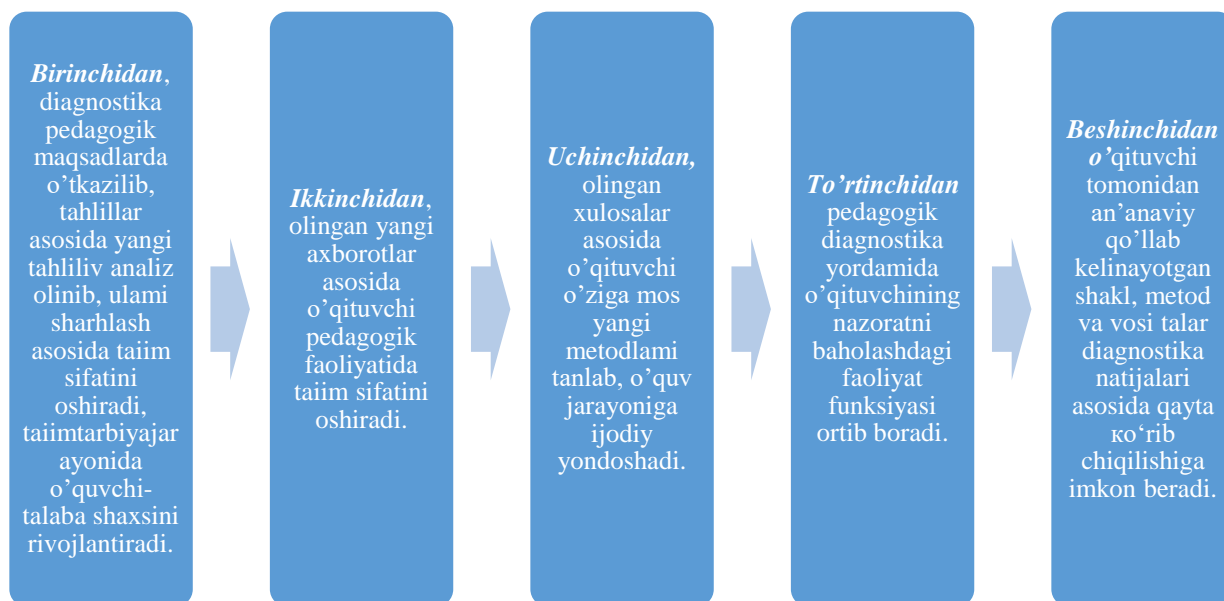 Birinchidan,
diagnostika
pedagogik
maqsadlarda
o’tkazilib,
tahlillar
asosida yangi
tahliliv analiz
olinib, ulami
sharhlash
asosida taiim
sifatini
oshiradi,
taiimtarbiyajar
ayonida
o’quvchi-
talaba shaxsini
rivojlantiradi.
Ikkinchidan,
olingan yangi
axborotlar
asosida
o’qituvchi
pedagogik
faoliyatida
taiim sifatini
oshiradi.
Uchinchidan,
olingan
xulosalar
asosida
o’qituvchi
o’ziga mos
yangi
metodlami
tanlab, o’quv
jarayoniga
ijodiy
yondoshadi.
To’rtinchidan
pedagogik
diagnostika
yordamida
o’qituvchining
nazoratni
baholashdagi
faoliyat
funksiyasi
ortib boradi.
Beshinchidan
o’qituvchi
tomonidan
an’anaviy
qo’llab
kelinayotgan
shakl, metod
va vosi talar
diagnostika
natijalari
asosida qayta
кo‘rib
chiqilishiga
imkon beradi.